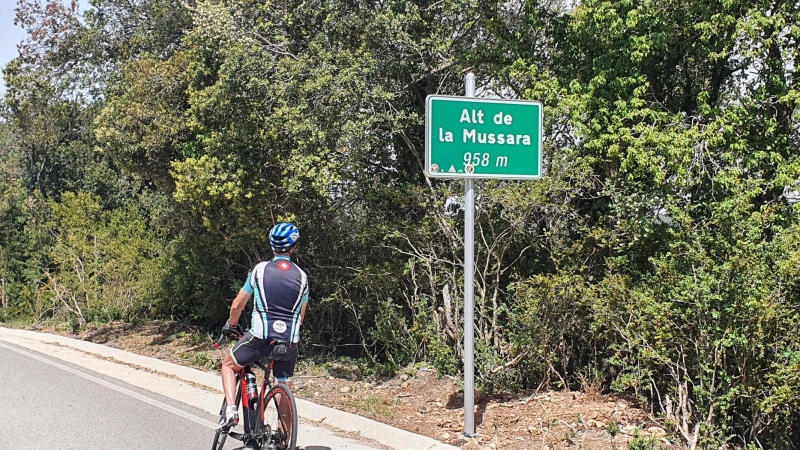 Alt de
la Mussara
958 m